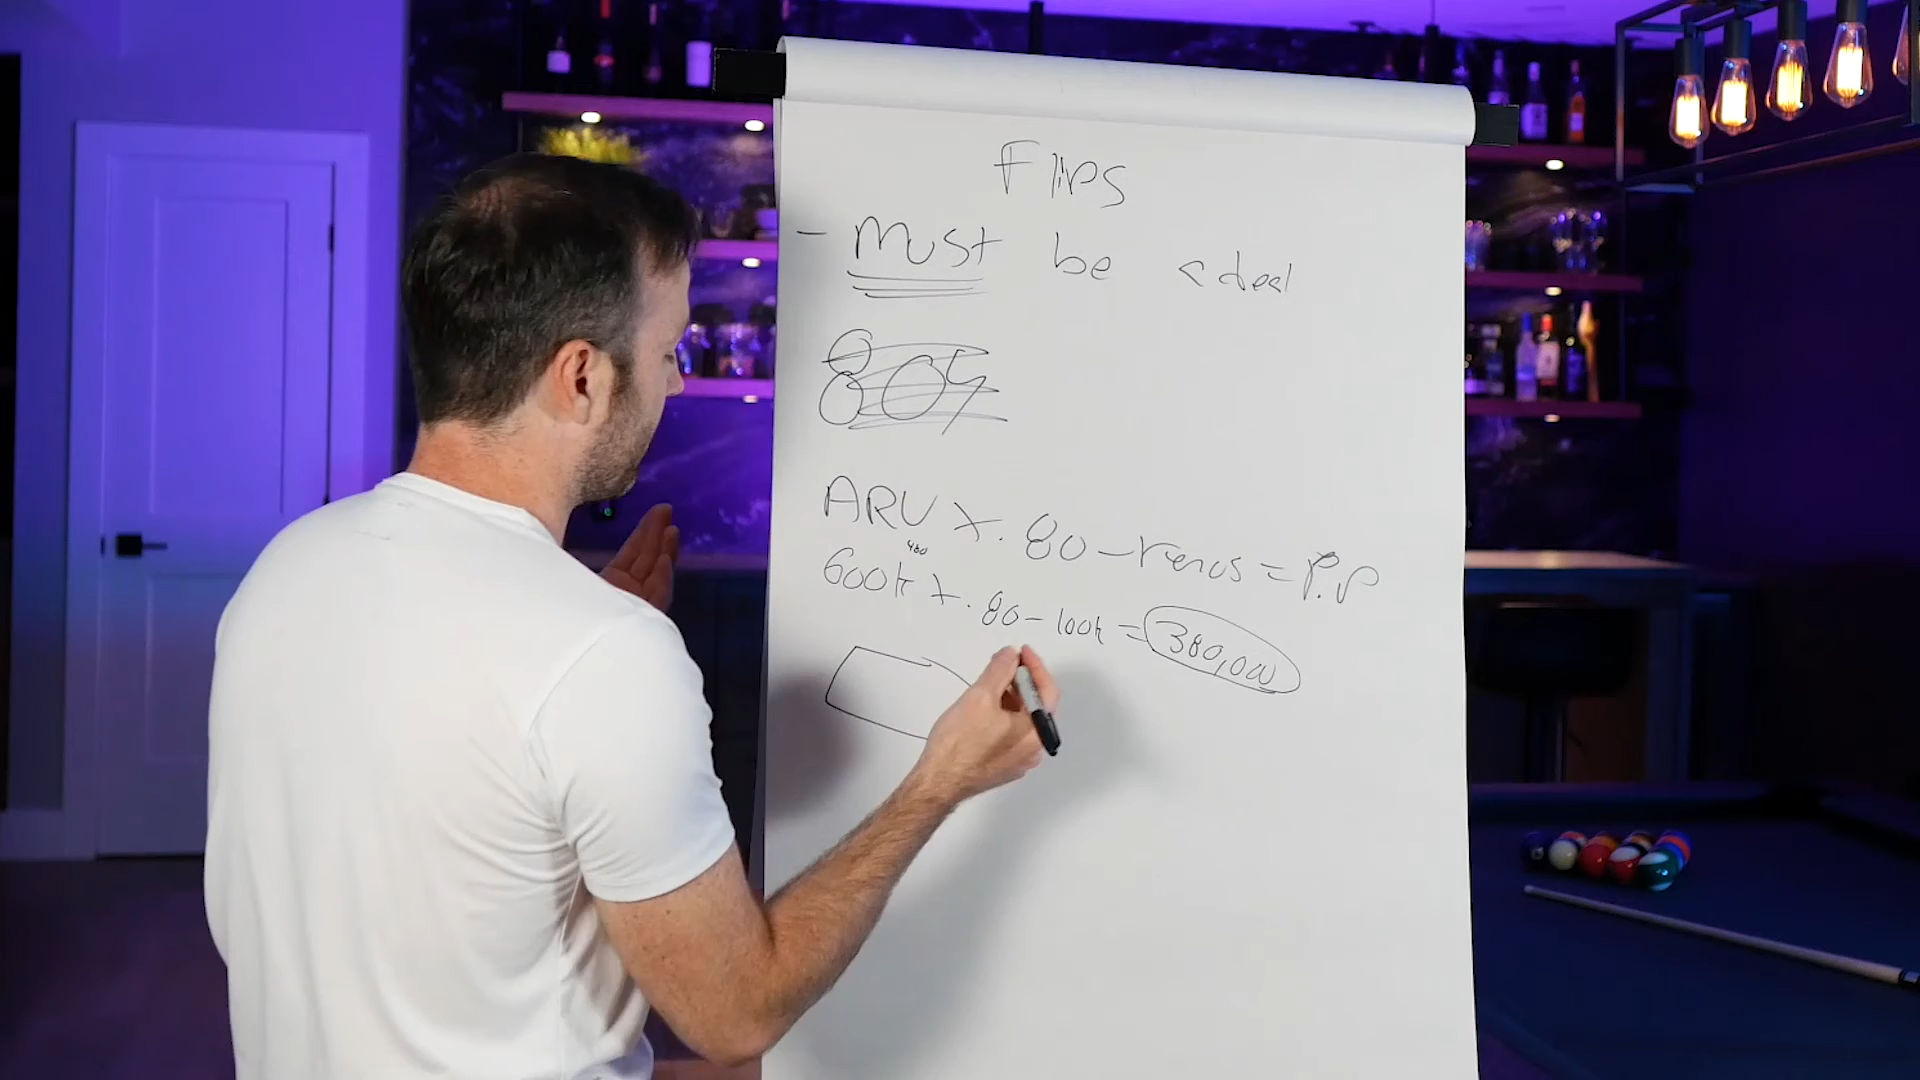 Flips
- Must be a deal
80%
ARV x .80 - renos = P.P
480
600k x .80 - 100k = 380,000